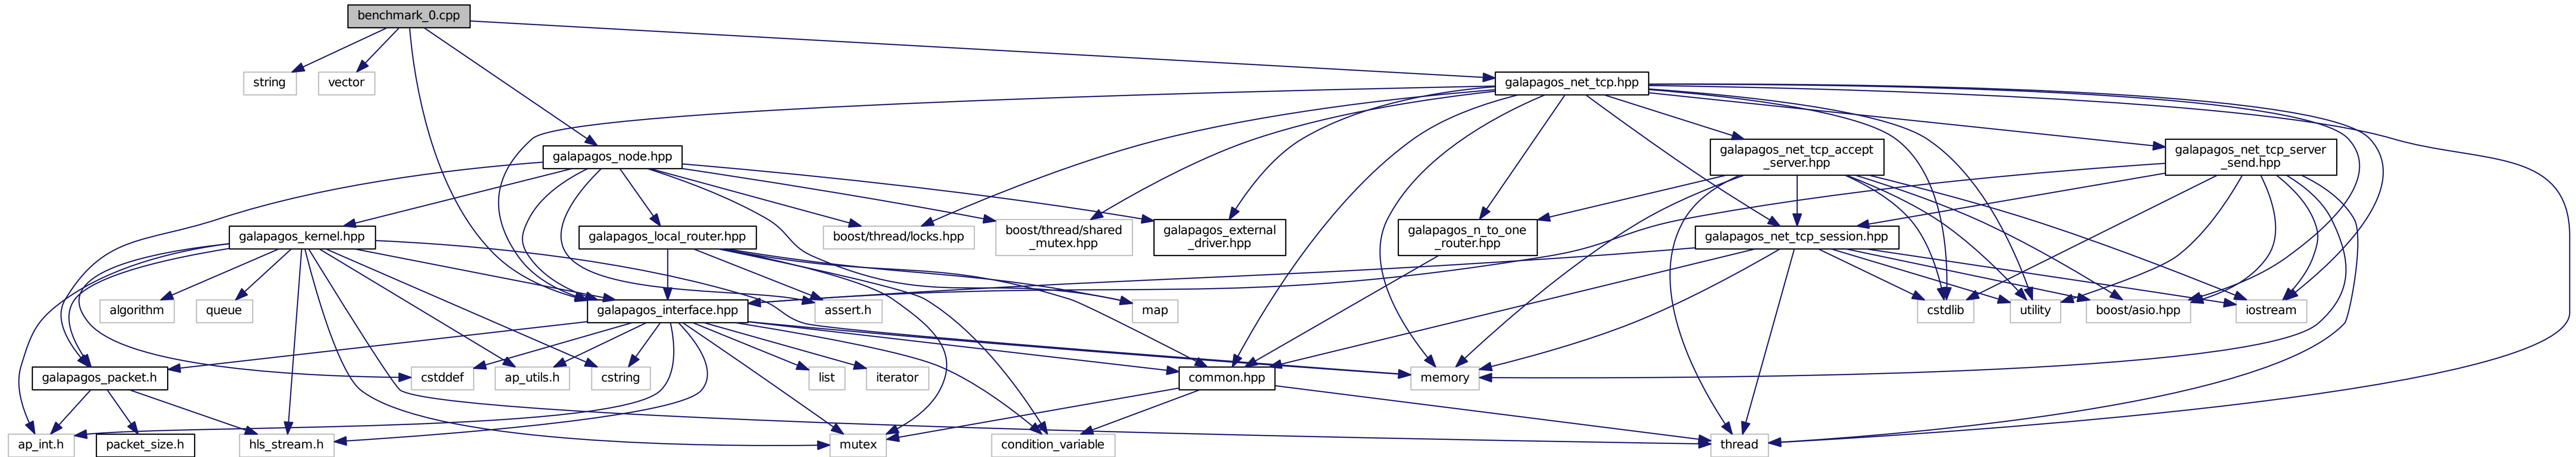 benchmark_0.cpp
string
vector
galapagos_net_tcp.hpp
galapagos_node.hpp
galapagos_net_tcp_accept
_server.hpp
galapagos_net_tcp_server
_send.hpp
galapagos_kernel.hpp
galapagos_local_router.hpp
boost/thread/locks.hpp
boost/thread/shared
_mutex.hpp
galapagos_external
_driver.hpp
galapagos_n_to_one
_router.hpp
galapagos_net_tcp_session.hpp
algorithm
queue
galapagos_interface.hpp
assert.h
map
cstdlib
utility
boost/asio.hpp
iostream
galapagos_packet.h
cstddef
ap_utils.h
cstring
list
iterator
common.hpp
memory
ap_int.h
packet_size.h
hls_stream.h
mutex
condition_variable
thread